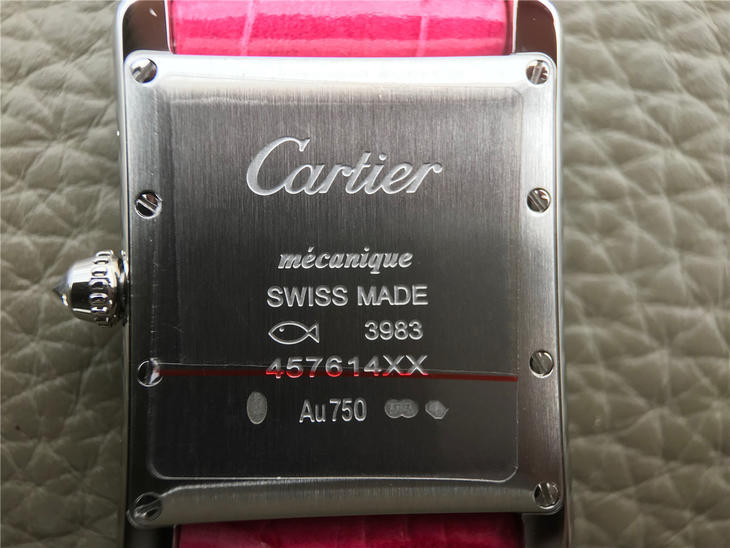 Cartier
mécanique
SWISS MADE
3983
457614XX
Au750